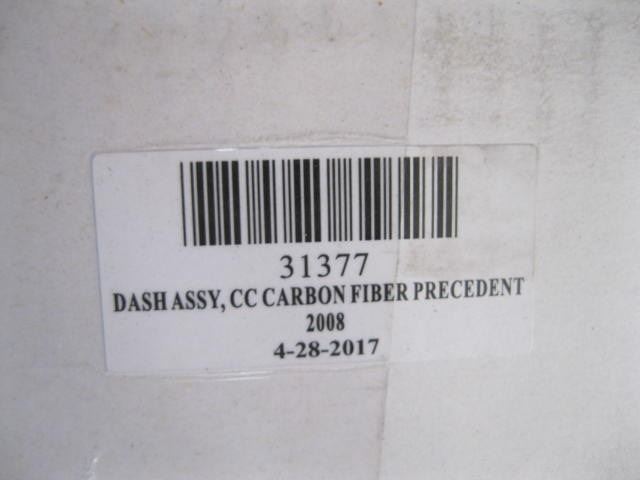 31377
DASH ASSY, CC CARBON FIBER PRECEDENT
2008
4-28-2017